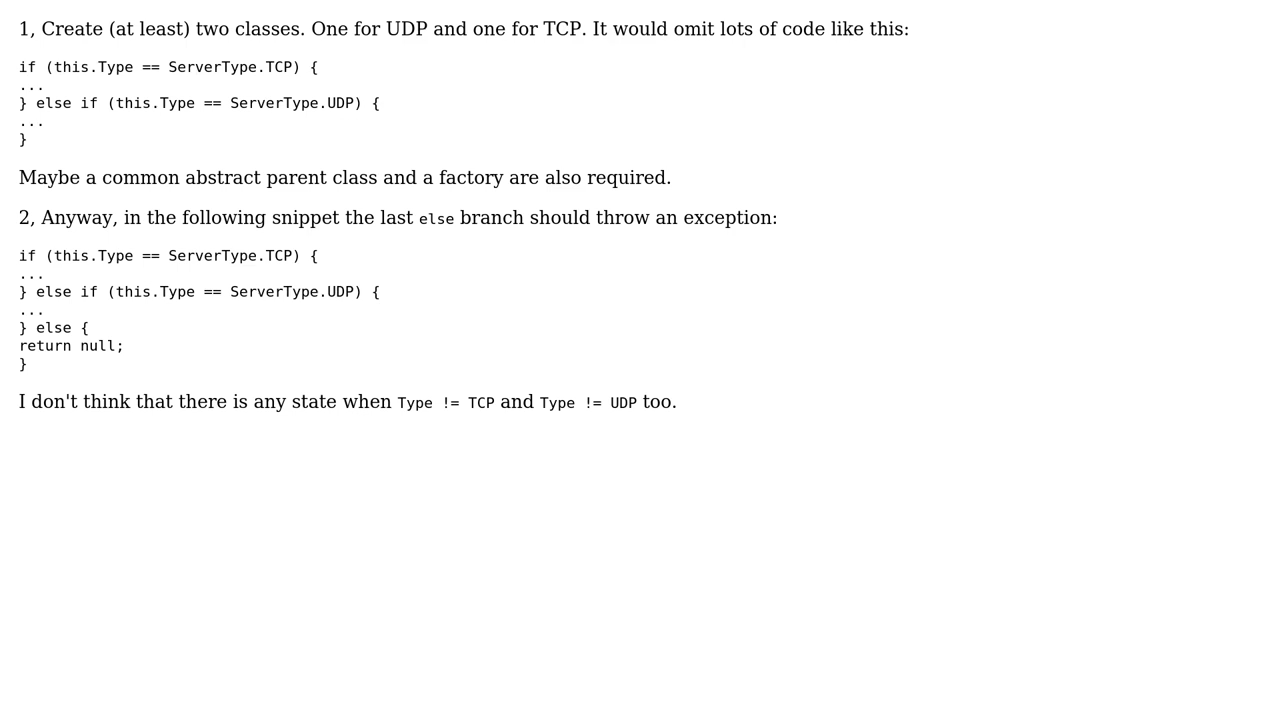 1, Create (at least) two classes. One for UDP and one for TCP. It would omit lots of code like this:
if (this.Type == ServerType.TCP) {
...
} else if (this.Type == ServerType.UDP) {
...
}
Maybe a common abstract parent class and a factory are also required.
2, Anyway, in the following snippet the last else branch should throw an exception:
if (this.Type == ServerType.TCP) {
...
} else if (this.Type == ServerType.UDP) {
...
} else {
return null;
}
I don't think that there is any state when Type != TCP and Type != UDP too.